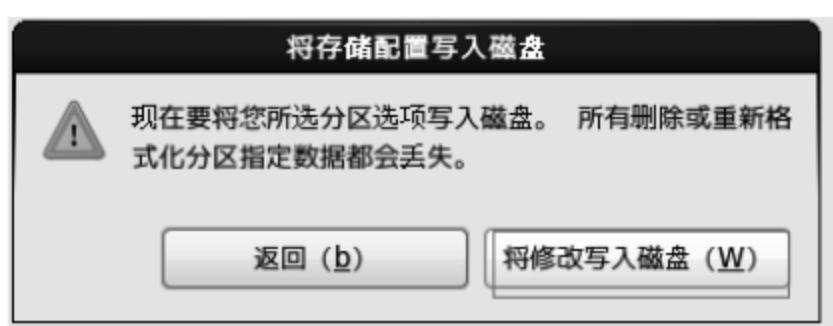 将存储配置写入磁盘
现在要将您所选分区选项写入磁盘。 所有删除或重新格
式化分区指定数据都会丢失。
返回（b）
将修改写入磁盘（W）